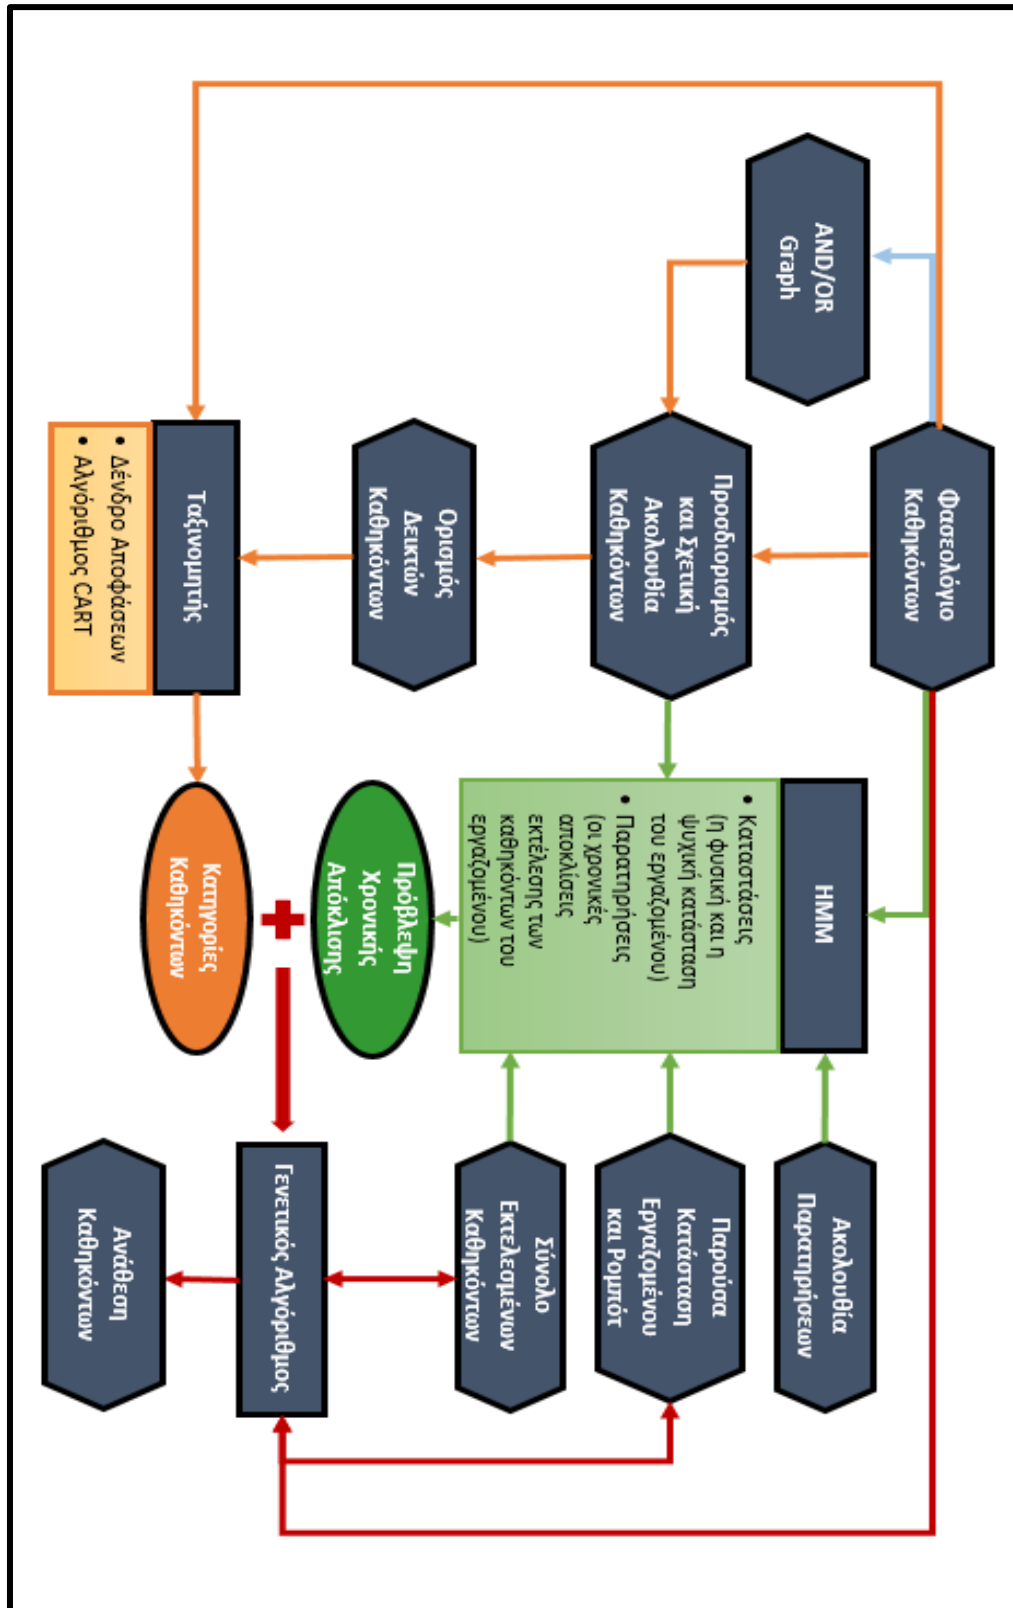 Φασεολόγιο
Καθηκόντων
AND/OR
Graph
Προσδιορισμός
και Σχετική
Ακολουθία
Καθηκόντων
Ορισμός
Δεικτών
Καθηκόντων
Ταξινομητής
• Δένδρο Αποφάσεων
• Αλγόριθμος CART
HMM
• Καταστάσεις
(η φυσική και η
ψυχική κατάσταση
του εργαζομένου)
• Παρατηρήσεις
(οι χρονικές
αποκλίσεις
εκτέλεσης των
καθηκόντων του
εργαζομένου)
Πρόβλεψη
Χρονικής
Απόκλισης
Κατηγορίες
Καθηκόντων
Ακολουθία
Παρατηρήσεων
Παρούσα
Κατάσταση
Εργαζομένου
και Ρομπότ
Σύνολο
Εκτελεσμένων
Καθηκόντων
Γενετικός Αλγόριθμος
Ανάθεση
Καθηκόντων